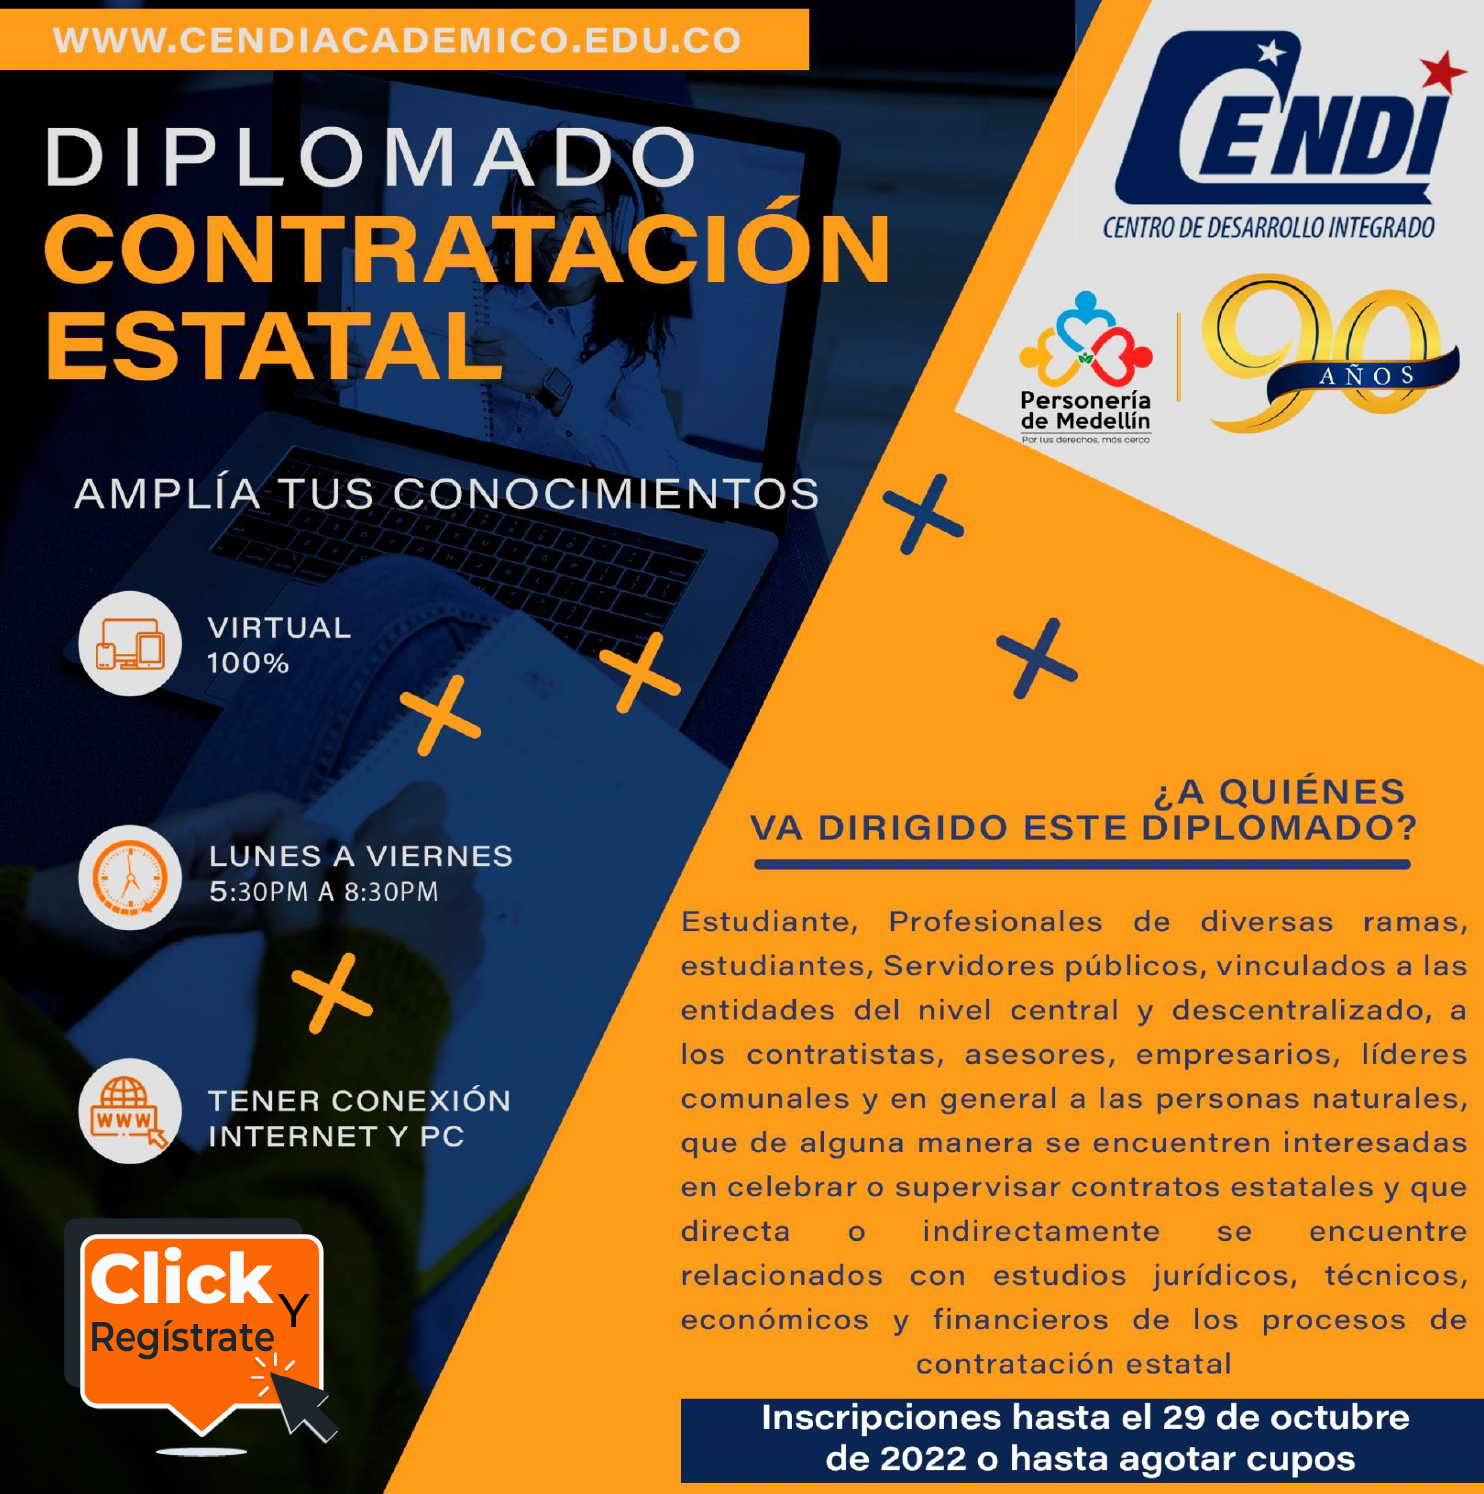 WWW.CENDIACADEMICO.EDU.CO
DIPLOMADO
CONTRATACIÓN
ESTATAL
AMPLÍA TUS CONOCIMIENTOS
VIRTUAL
100%
LUNES A VIERNES
5:30PM A 8:30PM
TENER CONEXIÓN
INTERNET Y PC
WWW
Click
Y
Regístrate
CENDI
CENTRO DE DESARROLLO INTEGRADO
Personería
de Medellín
Por tus derechos, más cerca
90
AÑOS
¿A QUIÉNES
VA DIRIGIDO ESTE DIPLOMADO?
Estudiante, Profesionales de diversas ramas,
estudiantes, Servidores públicos, vinculados a las
entidades del nivel central y descentralizado, a
los contratistas, asesores, empresarios, líderes
comunales y en general a las personas naturales,
que de alguna manera se encuentren interesadas
en celebrar o supervisar contratos estatales y que
directa o indirectamente se encuentre
relacionados con estudios jurídicos, técnicos,
económicos y financieros de los procesos de
contratación estatal
Inscripciones hasta el 29 de octubre
de 2022 o hasta agotar cupos